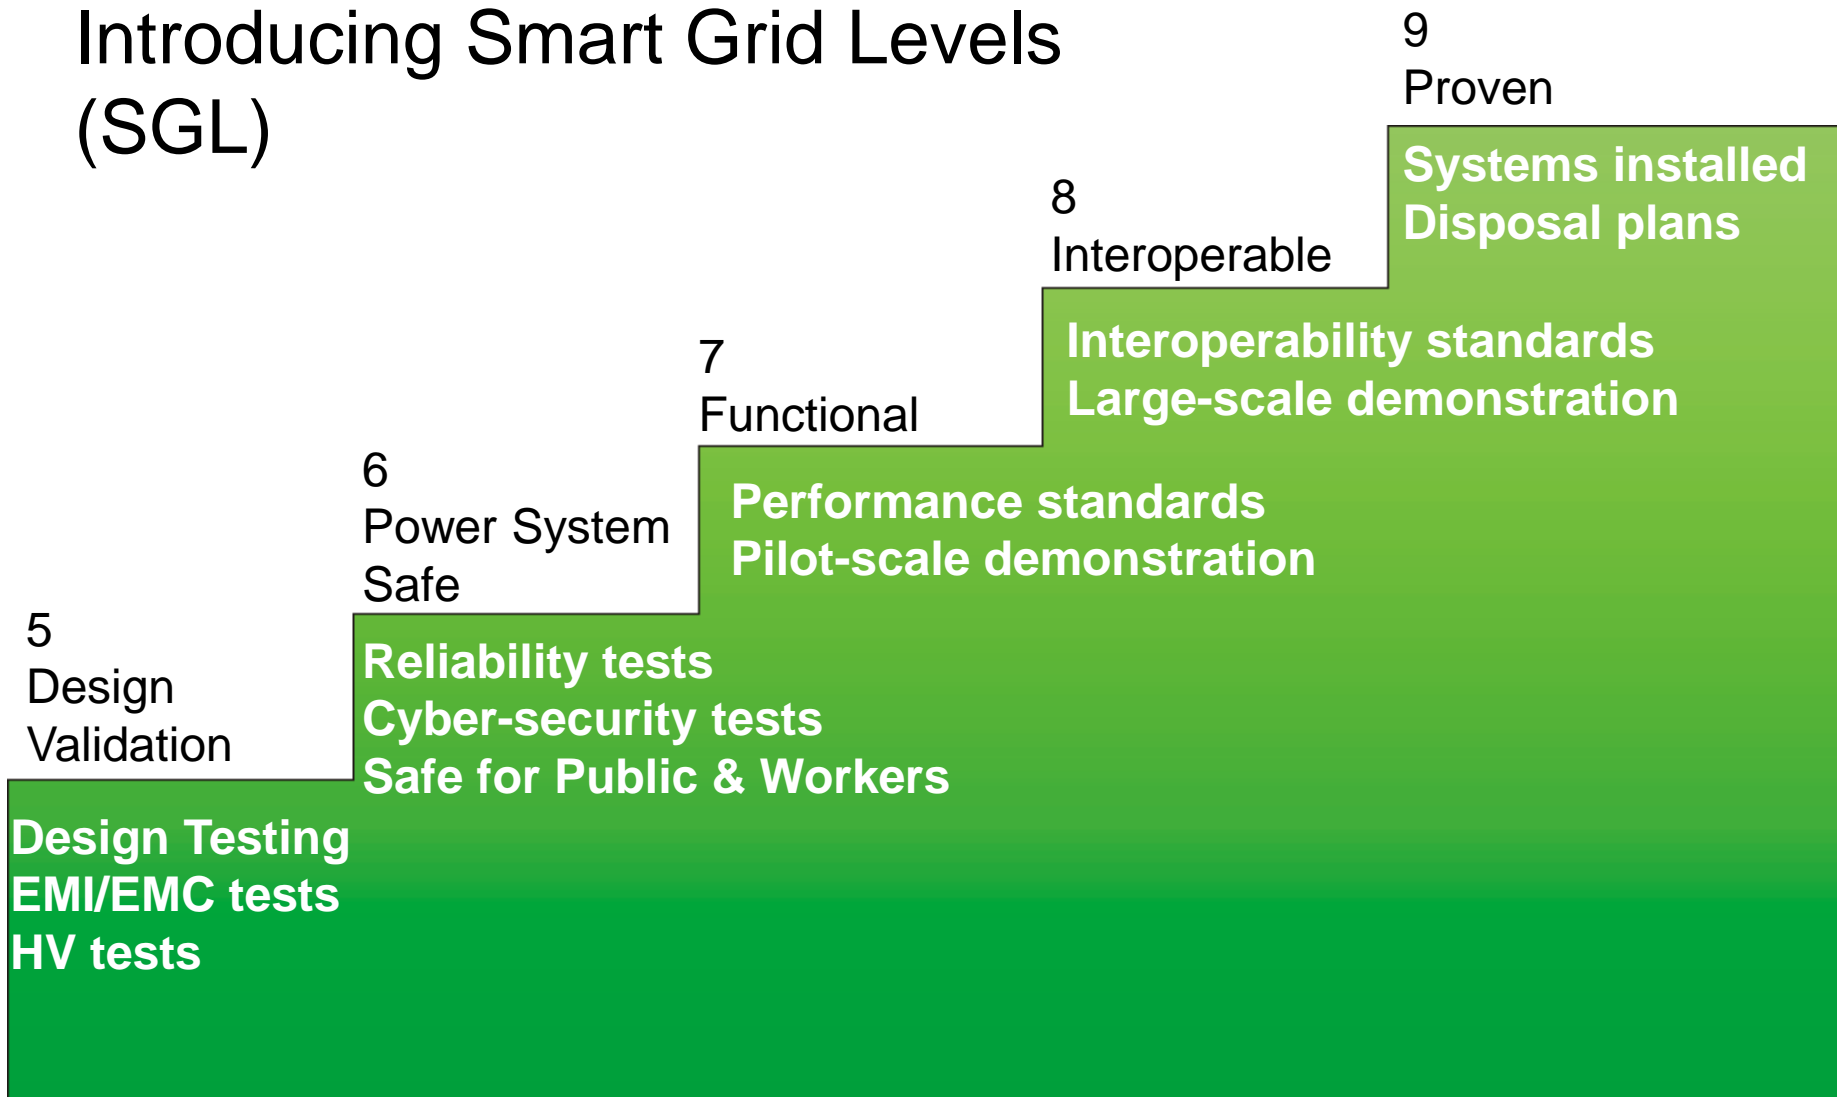 Introducing Smart Grid Levels
(SGL)
9
Proven
Systems installed
Disposal plans
8
Interoperable
Interoperability standards
Large-scale demonstration
7
Functional
Performance standards
Pilot-scale demonstration
6
Power System
Safe
Reliability tests
Cyber-security tests
Safe for Public & Workers
5
Design
Validation
Design Testing
EMI/EMC tests
HV tests